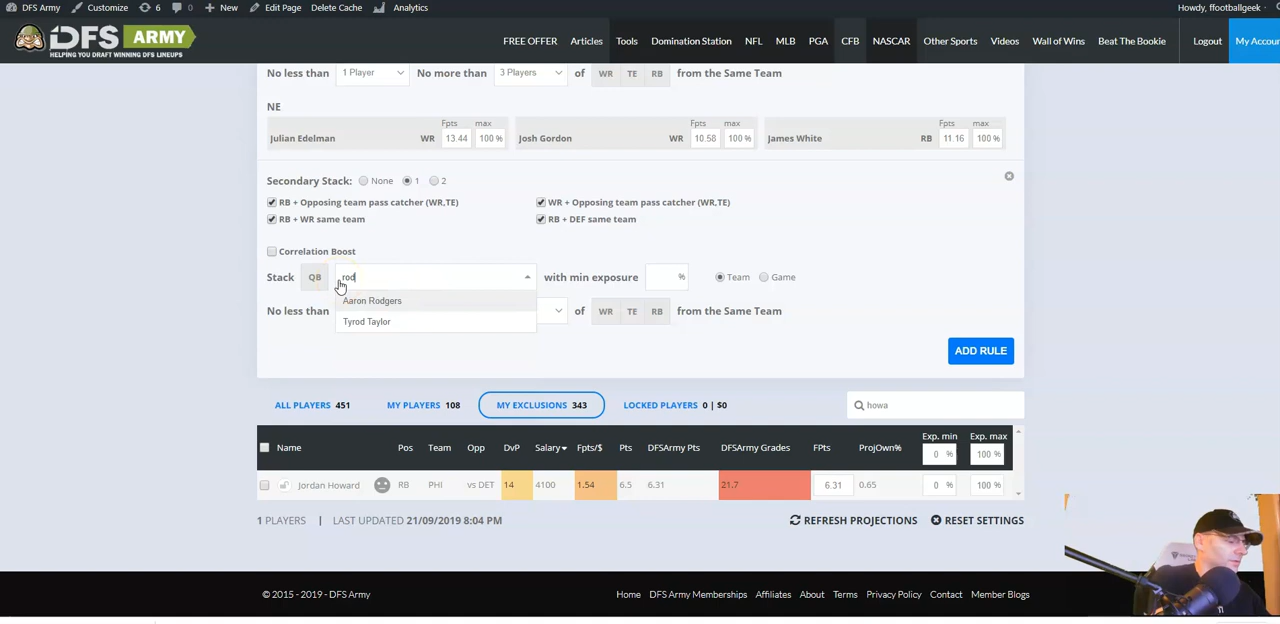 DFS Army Customize 6 0 New Edit Page Delete Cache Analytics Howdy, ffootballgeek
DFS ARMY
HELPING YOU DRAFT WINNING DFS LINEUPS
FREE OFFER Articles Tools Domination Station NFL MLB PGA CFB NASCAR Other Sports Videos Wall of Wins Beat The Bookie Logout My Accoun
No less than 1 Player No more than 3 Players of WR TE RB from the Same Team
NE
Fpts max Fpts max Fpts max
Julian Edelman WR 13.44 100 % Josh Gordon WR 10.58 100 % James White RB 11.16 100 %
Secondary Stack: None 1 2
RB + Opposing team pass catcher (WR,TE) WR + Opposing team pass catcher (WR,TE)
RB + WR same team RB + DEF same team
Correlation Boost
Stack QB rod with min exposure % Team Game
Aaron Rodgers
No less than of WR TE RB from the Same Team
Tyrod Taylor
ADD RULE
ALL PLAYERS 451 MY PLAYERS 108 MY EXCLUSIONS 343 LOCKED PLAYERS 0 | $0 howa
Name Pos Team Opp DvP Salary Fpts/$ Pts DFSArmy Pts DFSArmy Grades FPts ProjOwn% Exp. min Exp. max
0 % 100 %
Jordan Howard RB PHI vs DET 14 4100 1.54 6.5 6.31 21.7 6.31 0.65 0 % 100 %
1 PLAYERS | LAST UPDATED 21/09/2019 8:04 PM REFRESH PROJECTIONS RESET SETTINGS
© 2015 - 2019 - DFS Army Home DFS Army Memberships Affiliates About Terms Privacy Policy Contact Member Blogs